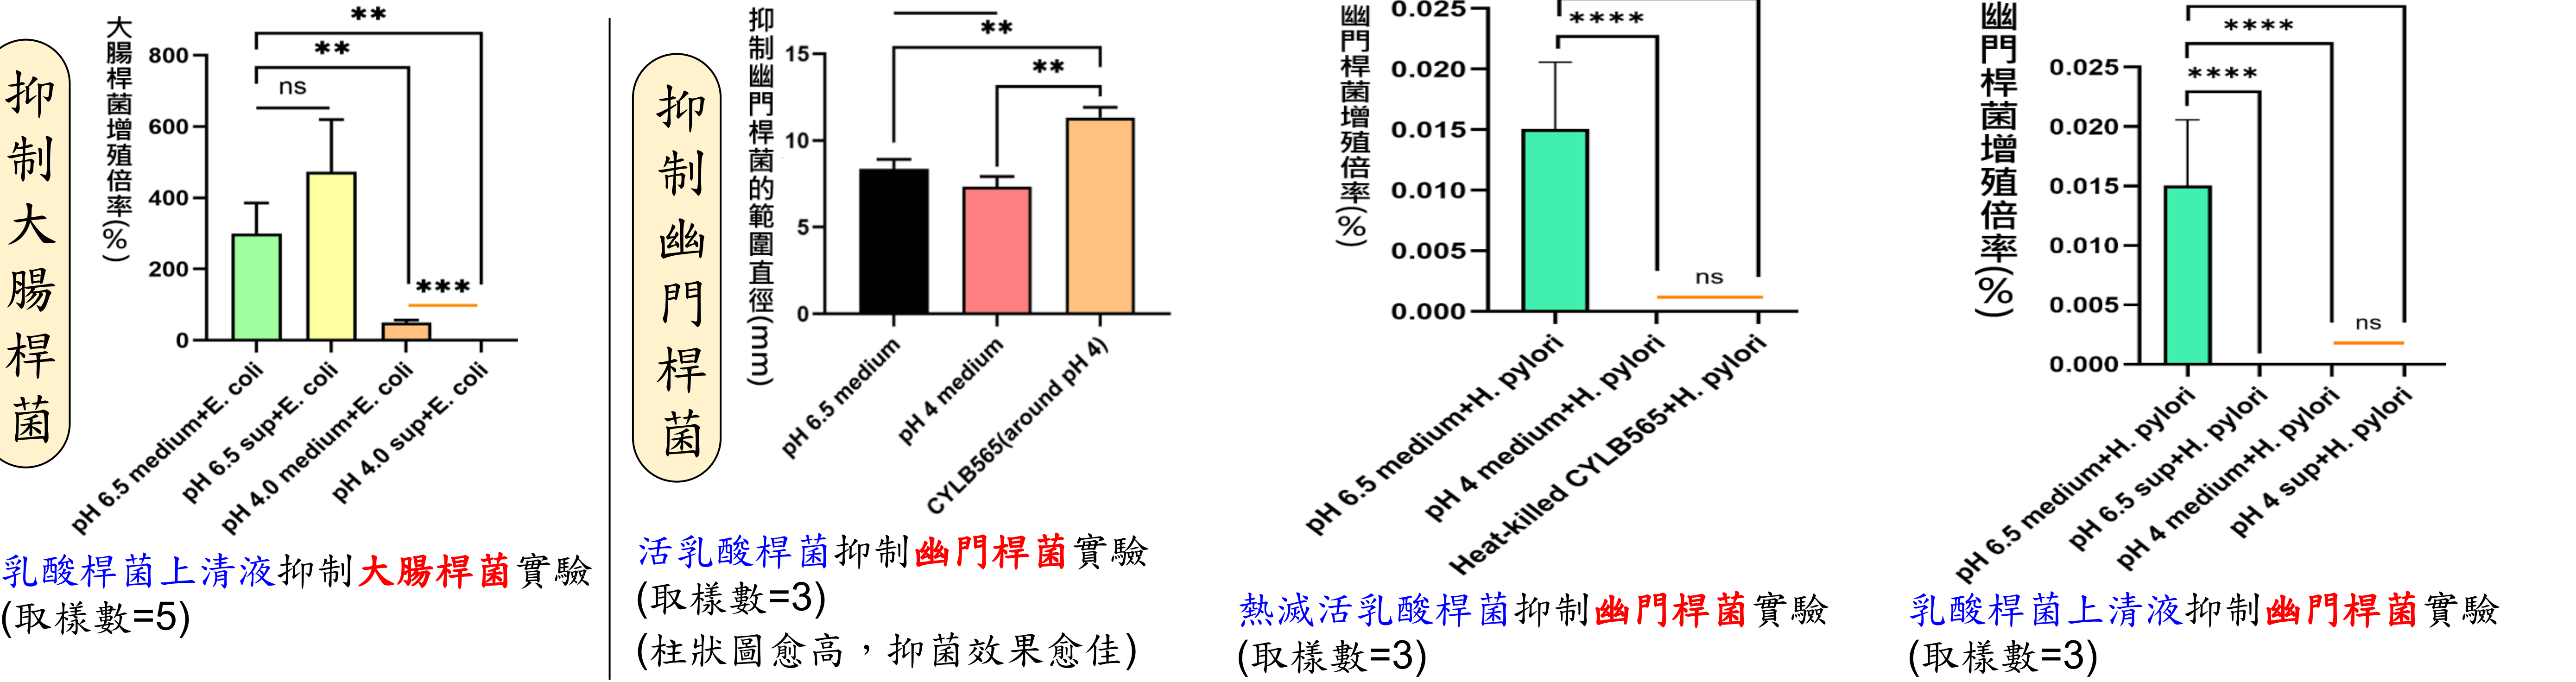 抑制大腸桿菌
大腸桿菌增殖倍率(%)
**
**
ns
***
800
600
400
200
0
pH 6.5 medium+E. coli
pH 6.5 sup+E. coli
pH 4.0 medium+E. coli
pH 4.0 sup+E. coli
乳酸桿菌上清液抑制大腸桿菌實驗
(取樣數=5)
抑制幽門桿菌
抑制幽門桿菌的範圍直徑(mm)
**
**
15
10
5
0
pH 6.5 medium
pH 4 medium
CYLB565(around pH 4)
活乳酸桿菌抑制幽門桿菌實驗
(取樣數=3)
(柱狀圖愈高，抑菌效果愈佳)
幽門桿菌增殖倍率(%)
****
ns
0.025
0.020
0.015
0.010
0.005
0.000
pH 6.5 medium+H. pylori
pH 4 medium+H. pylori
Heat-killed CYLB565+H. pylori
熱滅活乳酸桿菌抑制幽門桿菌實驗
(取樣數=3)
幽門桿菌增殖倍率(%)
****
****
ns
0.025
0.020
0.015
0.010
0.005
0.000
pH 6.5 medium+H. pylori
pH 6.5 sup+H. pylori
pH 4 medium+H. pylori
pH 4 sup+H. pylori
乳酸桿菌上清液抑制幽門桿菌實驗
(取樣數=3)